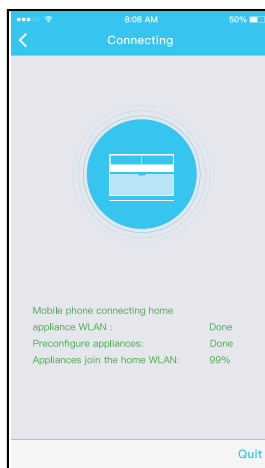 8:08 AM 50%
Connecting
Mobile phone connecting home
appliance WLAN : Done
Preconfigure appliances: Done
Appliances join the home WLAN: 99%
Quit